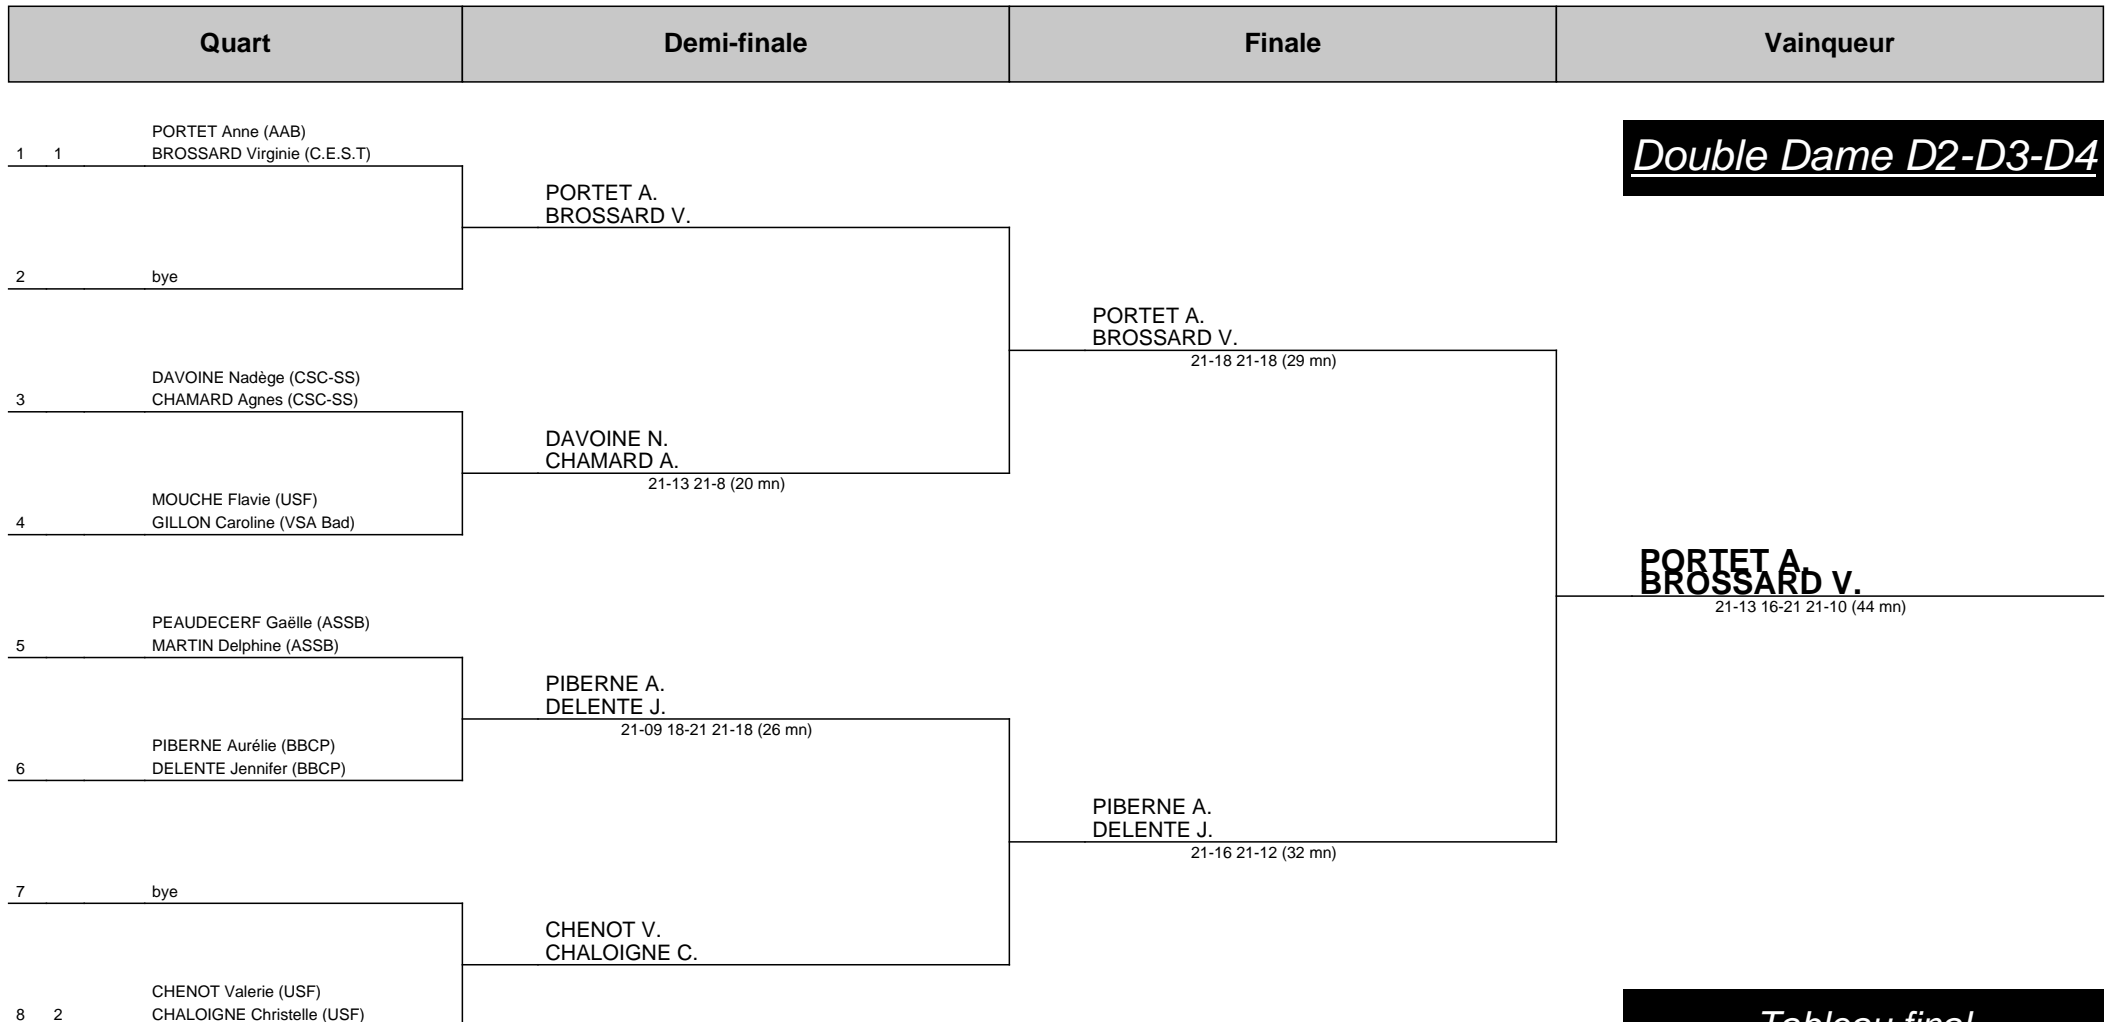 Quart Demi-finale Finale Vainqueur
Double Dame D2-D3-D4
PORTET Anne (AAB)
1 1 BROSSARD Virginie (C.E.S.T)
PORTET A.
BROSSARD V.
2 bye
PORTET A.
BROSSARD V.
21-18 21-18 (29 mn)
DAVOINE Nadège (CSC-SS)
3 CHAMARD Agnes (CSC-SS)
DAVOINE N.
CHAMARD A.
21-13 21-8 (20 mn)
MOUCHE Flavie (USF)
4 GILLON Caroline (VSA Bad)
PORTET A.
BROSSARD V.
21-13 16-21 21-10 (44 mn)
PEAUDECERF Gaëlle (ASSB)
5 MARTIN Delphine (ASSB)
PIBERNE A.
DELENTE J.
21-09 18-21 21-18 (26 mn)
PIBERNE Aurélie (BBCP)
6 DELENTE Jennifer (BBCP)
PIBERNE A.
DELENTE J.
21-16 21-12 (32 mn)
7 bye
CHENOT V.
CHALOIGNE C.
CHENOT Valerie (USF)
8 2 CHALOIGNE Christelle (USF)
Tableau final